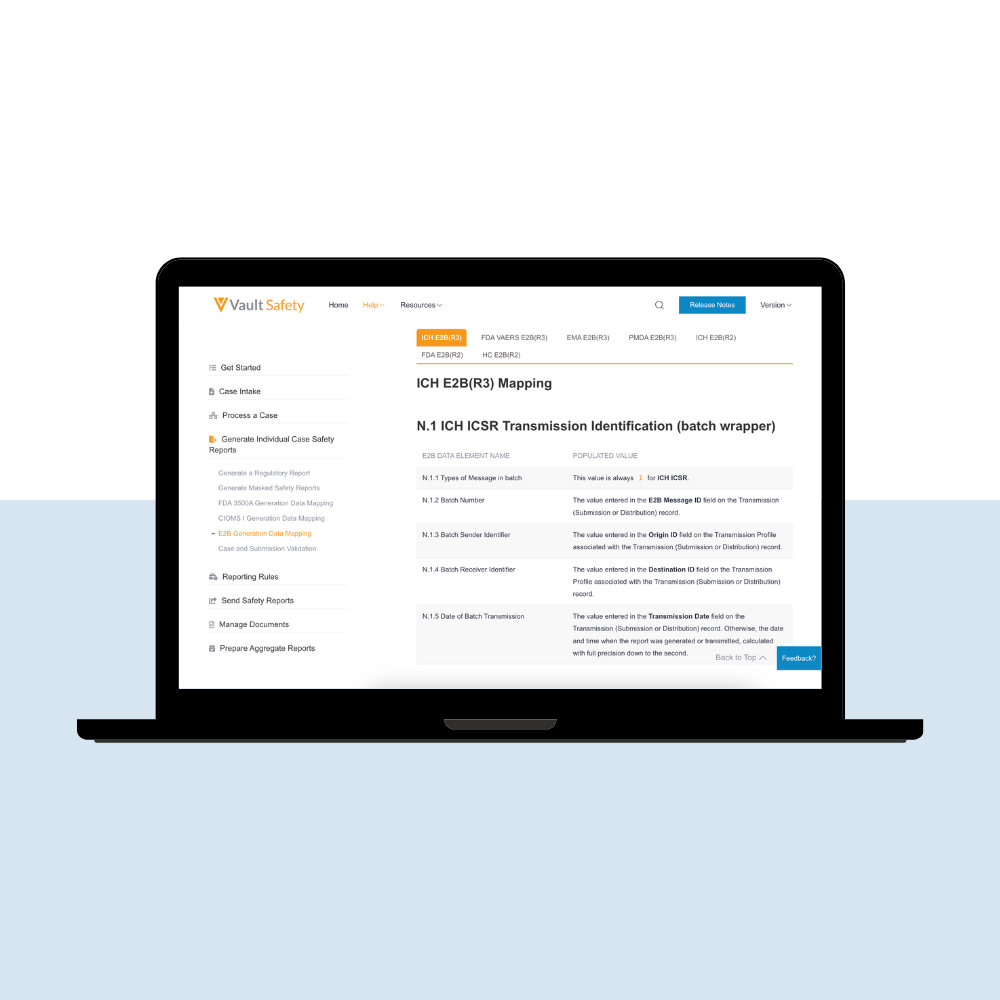 Vault Safety
Home
Help
Resources
Release Notes
Version
Get Started
Case Intake
Process a Case
Generate Individual Case Safety
Reports
Generate a Regulatory Report
Generate Masked Safety Reports
FDA 3500A Generation Data Mapping
CIOMS I Generation Data Mapping
E2B Generation Data Mapping
Case and Submission Validation
Reporting Rules
Send Safety Reports
Manage Documents
Prepare Aggregate Reports
ICH E2B(R3)
FDA VAERS E2B(R3)
EMA E2B(R3)
PMDA E2B(R3)
ICH E2B(R2)
FDA E2B(R2)
HC E2B(R2)
ICH E2B(R3) Mapping
N.1 ICH ICSR Transmission Identification (batch wrapper)
E2B DATA ELEMENT NAME
POPULATED VALUE
N.1.1 Types of Message in batch
This value is always 1 for ICH ICSR.
N.1.2 Batch Number
The value entered in the E2B Message ID field on the Transmission
(Submission or Distribution) record.
N.1.3 Batch Sender Identifier
The value entered in the Origin ID field on the Transmission Profile
associated with the Transmission (Submission or Distribution) record.
N.1.4 Batch Receiver Identifier
The value entered in the Destination ID field on the Transmission
Profile associated with the Transmission (Submission or Distribution)
record.
N.1.5 Date of Batch Transmission
The value entered in the Transmission Date field on the
Transmission (Submission or Distribution) record. Otherwise, the date
and time when the report was generated or transmitted, calculated
with full precision down to the second.
Back to Top
Feedback?